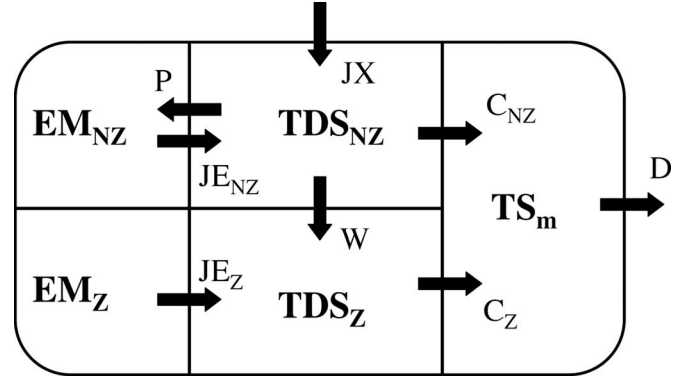 JX
P
EM_NZ
TDS_NZ
C_NZ
JE_NZ
D
TS_m
W
JE_Z
EM_Z
TDS_Z
C_Z